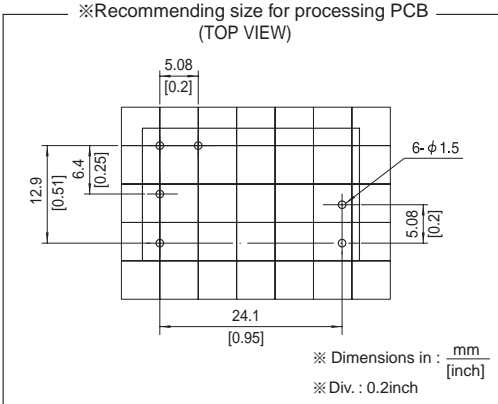 ※Recommending size for processing PCB
(TOP VIEW)
5.08
[0.2]
6-φ1.5
12.9
[0.51]
6.4
[0.25]
5.08
[0.2]
24.1
[0.95]
※ Dimensions in : mm
[inch]
※Div. : 0.2inch